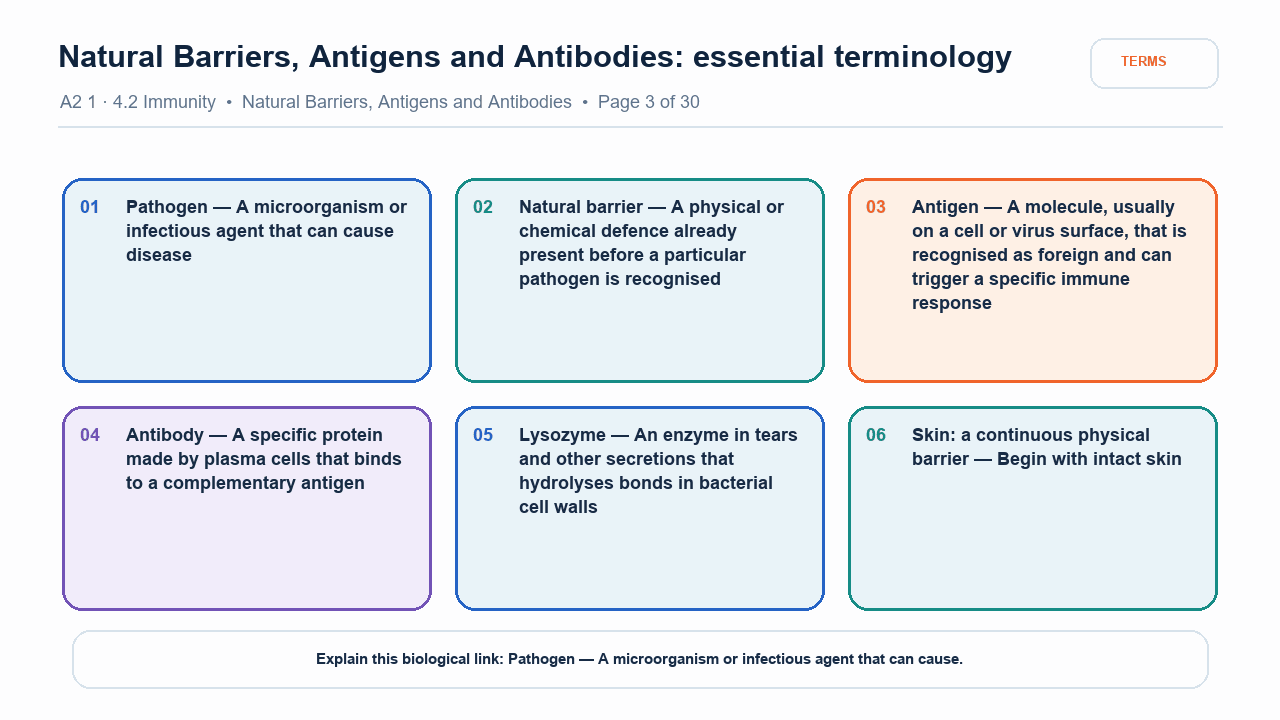 Natural Barriers, Antigens and Antibodies: essential terminology
TERMS
A2 1 · 4.2 Immunity • Natural Barriers, Antigens and Antibodies • Page 3 of 30
01
Pathogen — A microorganism or
infectious agent that can cause
disease
02
Natural barrier — A physical or
chemical defence already
present before a particular
pathogen is recognised
03
Antigen — A molecule, usually
on a cell or virus surface, that is
recognised as foreign and can
trigger a specific immune
response
04
Antibody — A specific protein
made by plasma cells that binds
to a complementary antigen
05
Lysozyme — An enzyme in tears
and other secretions that
hydrolyses bonds in bacterial
cell walls
06
Skin: a continuous physical
barrier — Begin with intact skin
Explain this biological link: Pathogen — A microorganism or infectious agent that can cause.